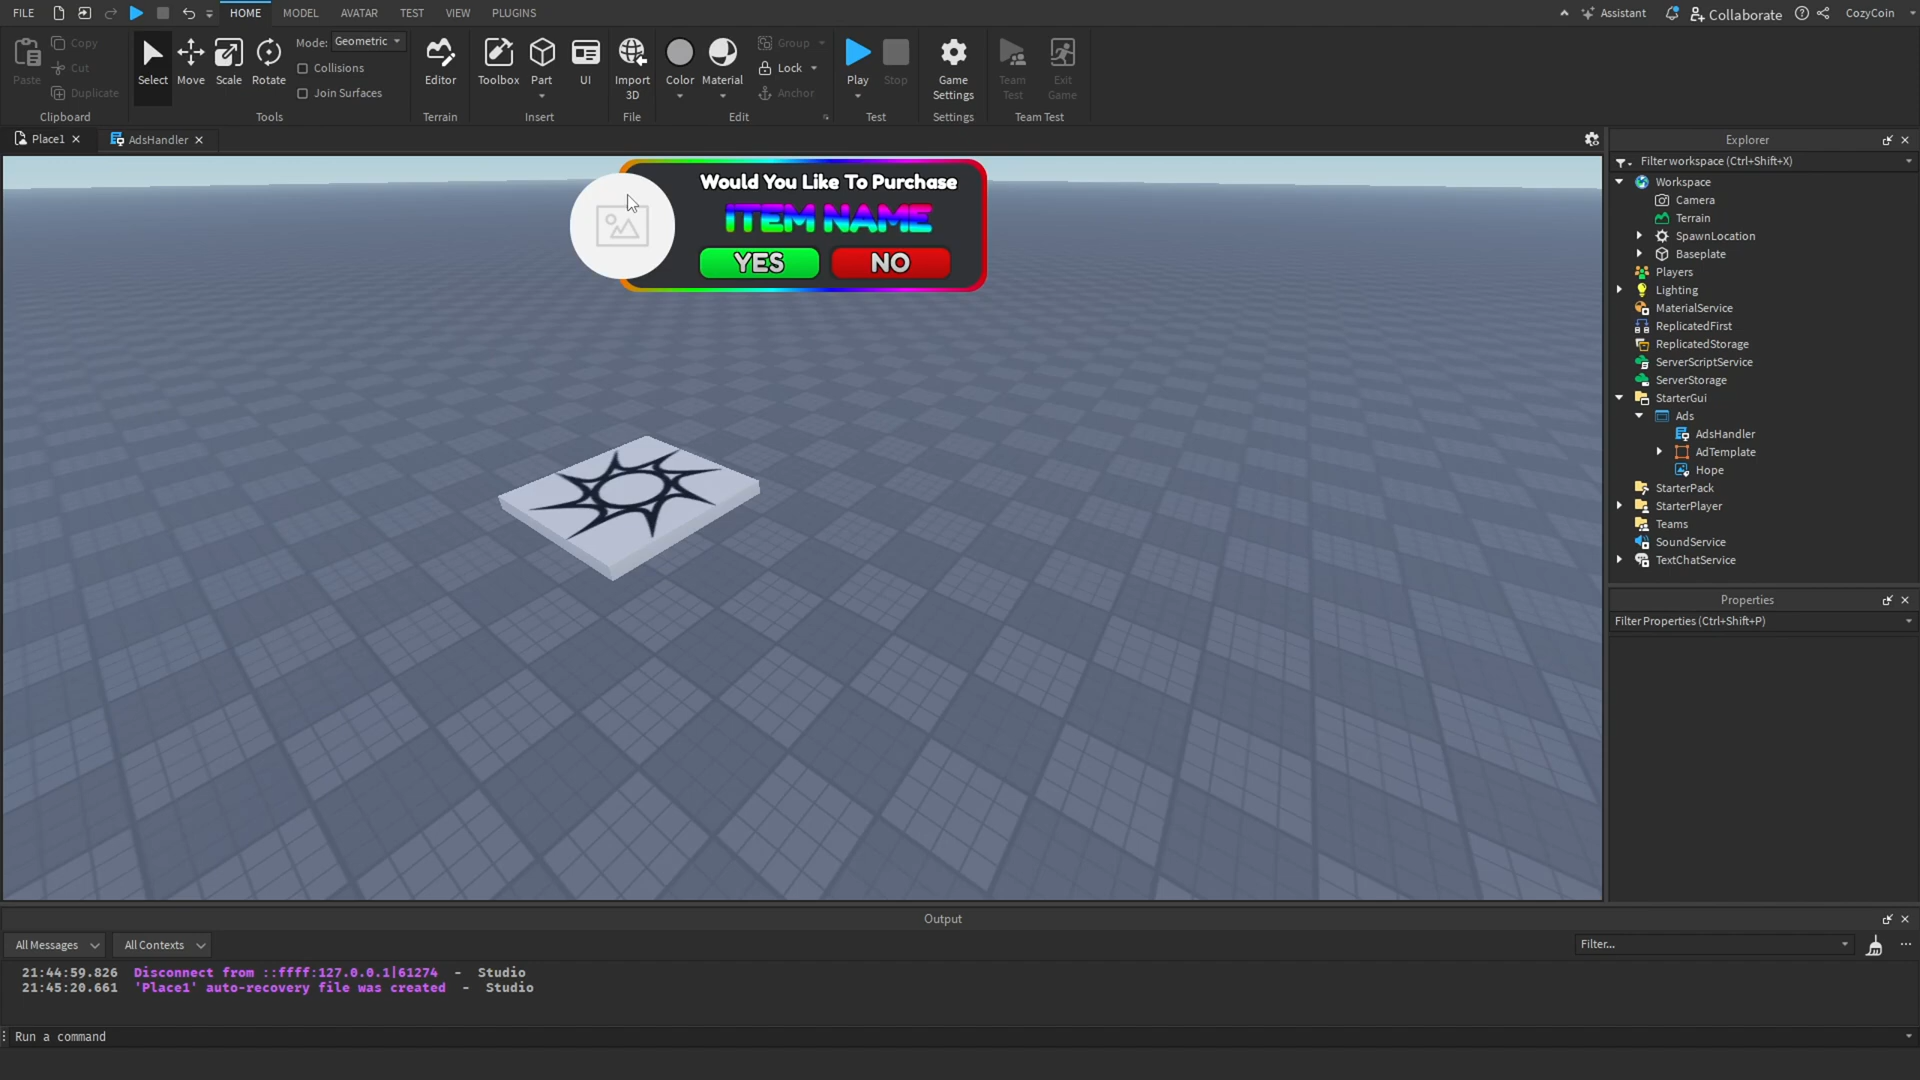 FILE HOME MODEL AVATAR TEST VIEW PLUGINS Assistant Collaborate CozyCoin
Paste Copy Cut Duplicate Clipboard
Select Move Scale Rotate Mode: Geometric Collisions Join Surfaces Tools
Editor Terrain
Toolbox Part UI Insert
Import 3D File
Color Material Group Lock Anchor Edit
Play Stop Test
Game Settings Settings
Team Test Exit Game Team Test
Place1 AdsHandler
Would You Like To Purchase
ITEM NAME
YES NO
Explorer
Filter workspace (Ctrl+Shift+X)
Workspace
Camera
Terrain
SpawnLocation
Baseplate
Players
Lighting
MaterialService
ReplicatedFirst
ReplicatedStorage
ServerScriptService
ServerStorage
StarterGui
Ads
AdsHandler
AdTemplate
Hope
StarterPack
StarterPlayer
Teams
SoundService
TextChatService
Properties
Filter Properties (Ctrl+Shift+P)
Output
All Messages All Contexts Filter...
21:44:59.826 Disconnect from ::ffff:127.0.0.1|61274 - Studio
21:45:20.661 'Place1' auto-recovery file was created - Studio
Run a command